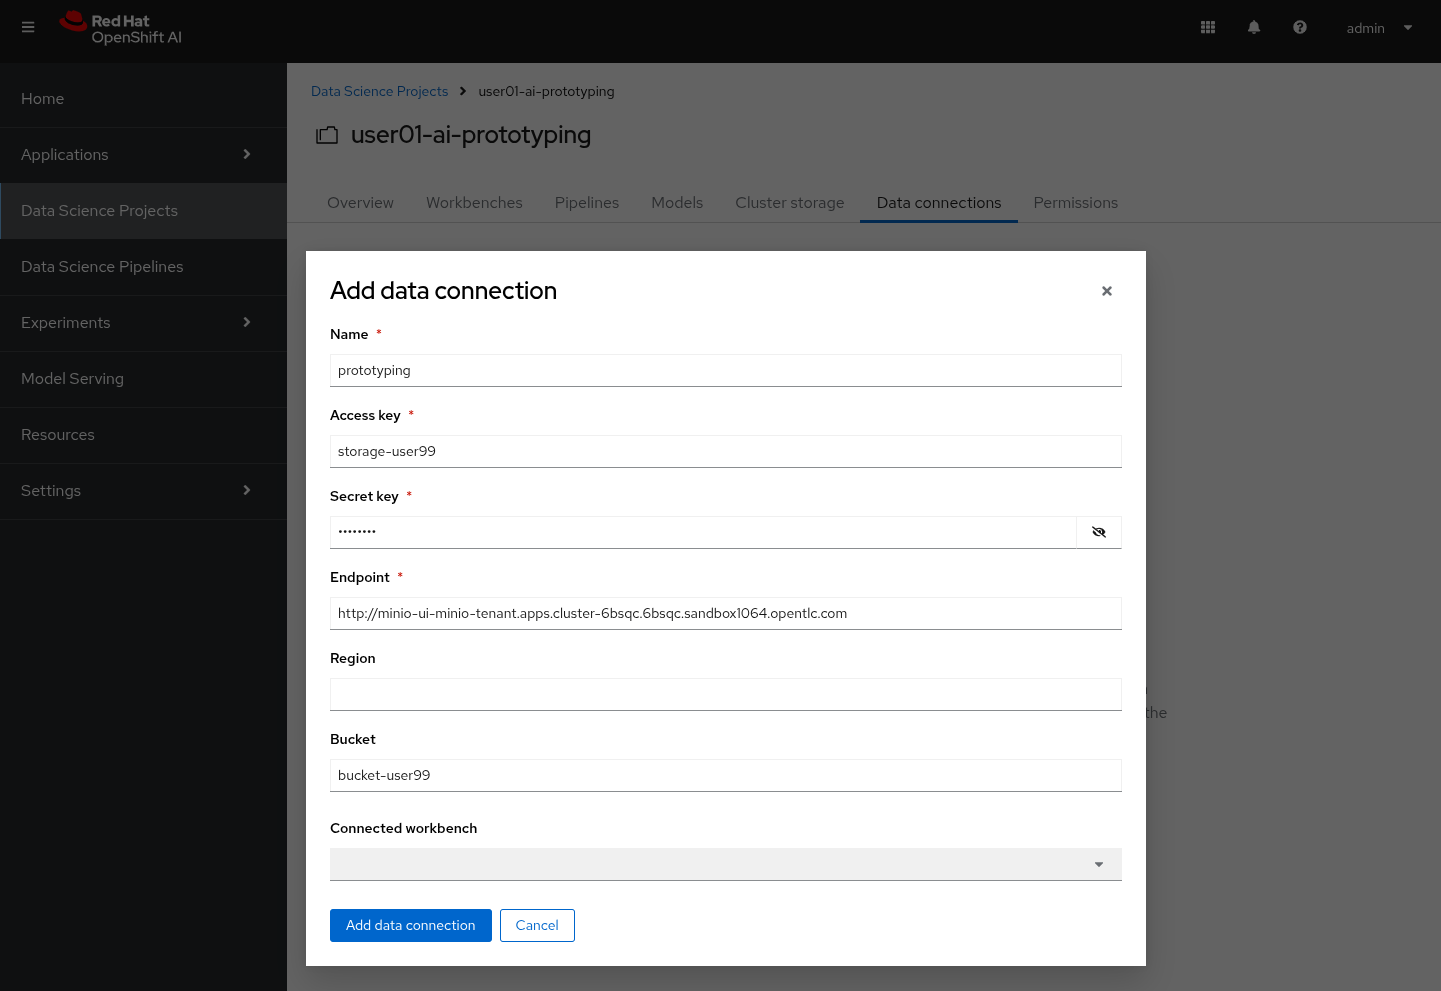 Red Hat
OpenShift AI
admin
Home
Applications
Data Science Projects
Data Science Pipelines
Experiments
Model Serving
Resources
Settings
Data Science Projects > user01-ai-prototyping
user01-ai-prototyping
Overview Workbenches Pipelines Models Cluster storage Data connections Permissions
Add data connection
Name *
prototyping
Access key *
storage-user99
Secret key *
••••••••
Endpoint *
http://minio-ui-minio-tenant.apps.cluster-6bsqc.6bsqc.sandbox1064.opentlc.com
Region
Bucket
bucket-user99
the
Connected workbench
Add data connection Cancel